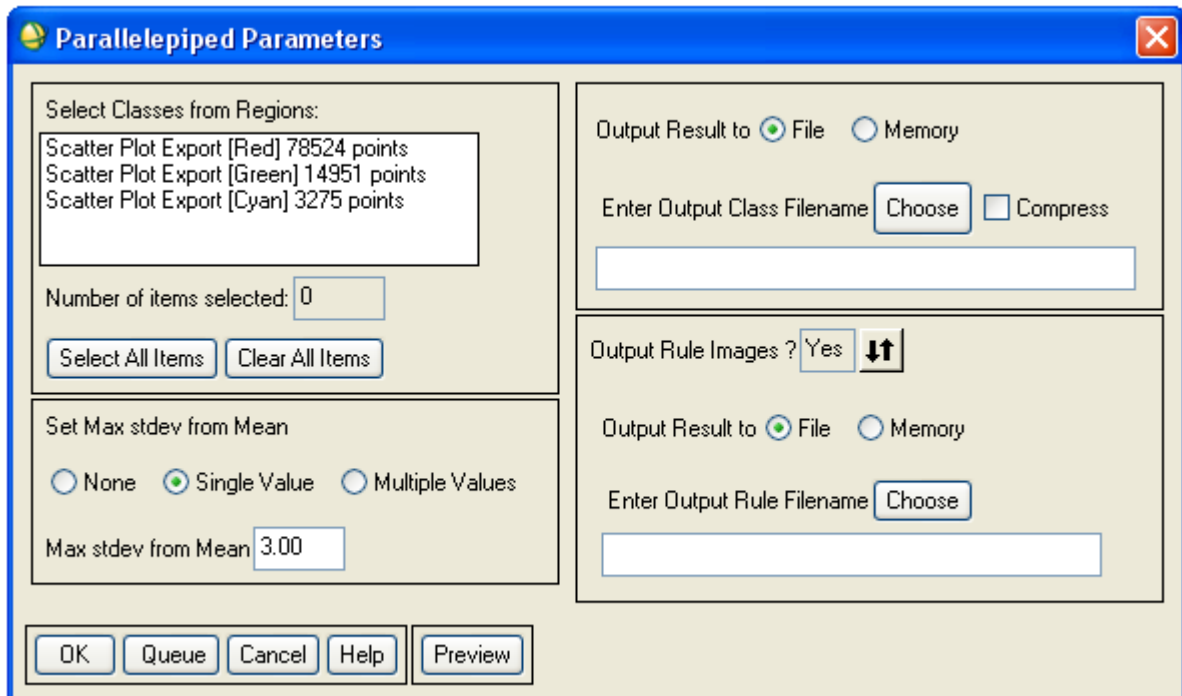 Parallelepiped Parameters
Select Classes from Regions:
Scatter Plot Export [Red] 78524 points
Scatter Plot Export [Green] 14951 points
Scatter Plot Export [Cyan] 3275 points
Number of items selected: 0
Select All Items Clear All Items
Set Max stdev from Mean
None Single Value Multiple Values
Max stdev from Mean 3.00
Output Result to File Memory
Enter Output Class Filename Choose Compress
Output Rule Images ? Yes
Output Result to File Memory
Enter Output Rule Filename Choose
OK Queue Cancel Help Preview